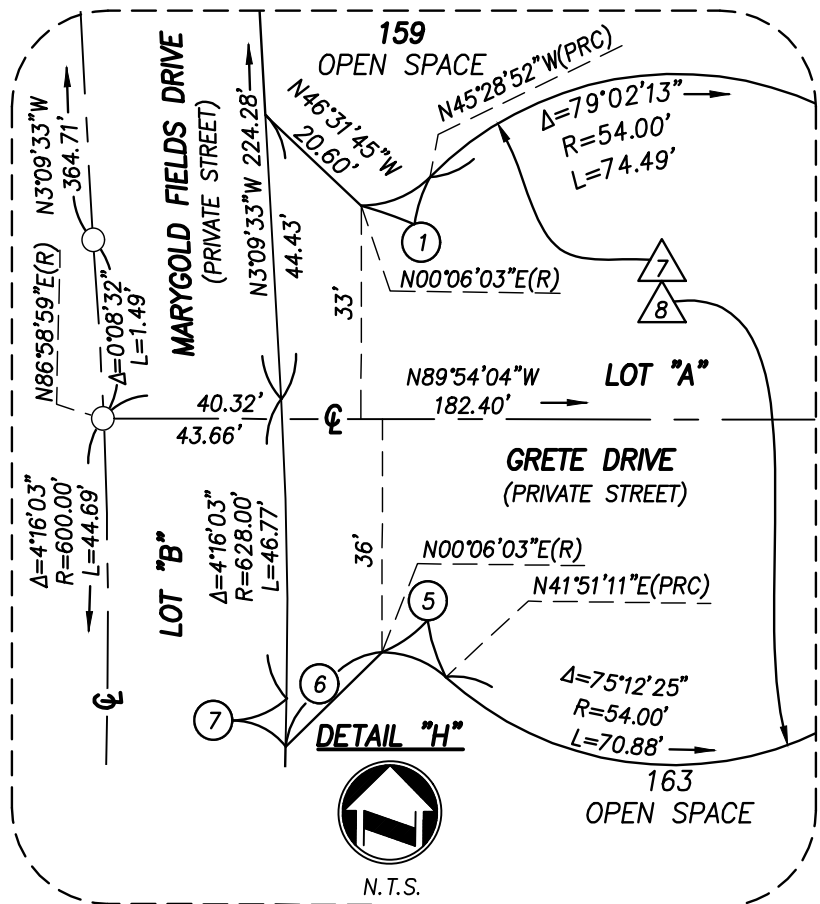 159
OPEN SPACE
N45°28'52"W(PRC)
Δ=79°02'13"
R=54.00'
L=74.49'
N46°31'45"W
20.60'
MARYGOLD FIELDS DRIVE
(PRIVATE STREET)
N3°09'33"W 224.28'
44.43'
N3°09'33"W
364.71'
N86°58'59"E(R)
Δ=0°08'32"
L=1.49'
1
N00°06'03"E(R)
7
8
33'
N89°54'04"W
182.40'
LOT "A"
40.32'
43.66'
CL
GRETE DRIVE
(PRIVATE STREET)
Δ=4°16'03"
R=600.00'
L=44.69'
LOT "B"
Δ=4°16'03"
R=628.00'
L=46.77'
36'
N00°06'03"E(R)
N41°51'11"E(PRC)
5
6
7
CL
Δ=75°12'25"
R=54.00'
L=70.88'
DETAIL "H"
163
OPEN SPACE
N
N.T.S.